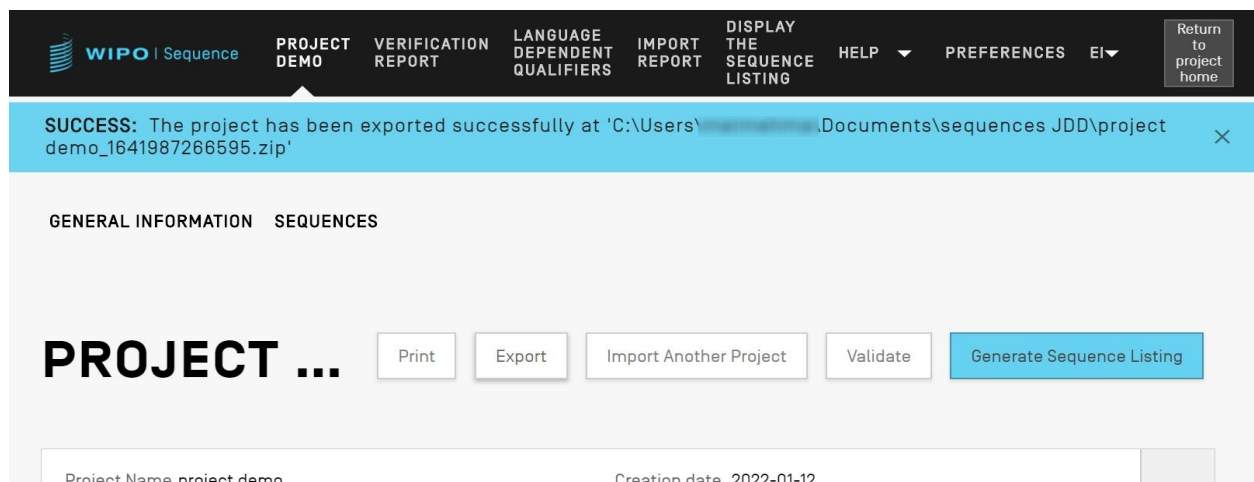 WIPO | Sequence
PROJECT
DEMO
VERIFICATION
REPORT
LANGUAGE
DEPENDENT
QUALIFIERS
IMPORT
REPORT
DISPLAY
THE
SEQUENCE
LISTING
HELP
PREFERENCES
Return
to
project
home
SUCCESS: The project has been exported successfully at 'C:\Users\ .Documents\sequences JDD\project
demo_1641987266595.zip'
GENERAL INFORMATION SEQUENCES
PROJECT ...
Print
Export
Import Another Project
Validate
Generate Sequence Listing
Project Name project demo
Creation date 2022-01-12